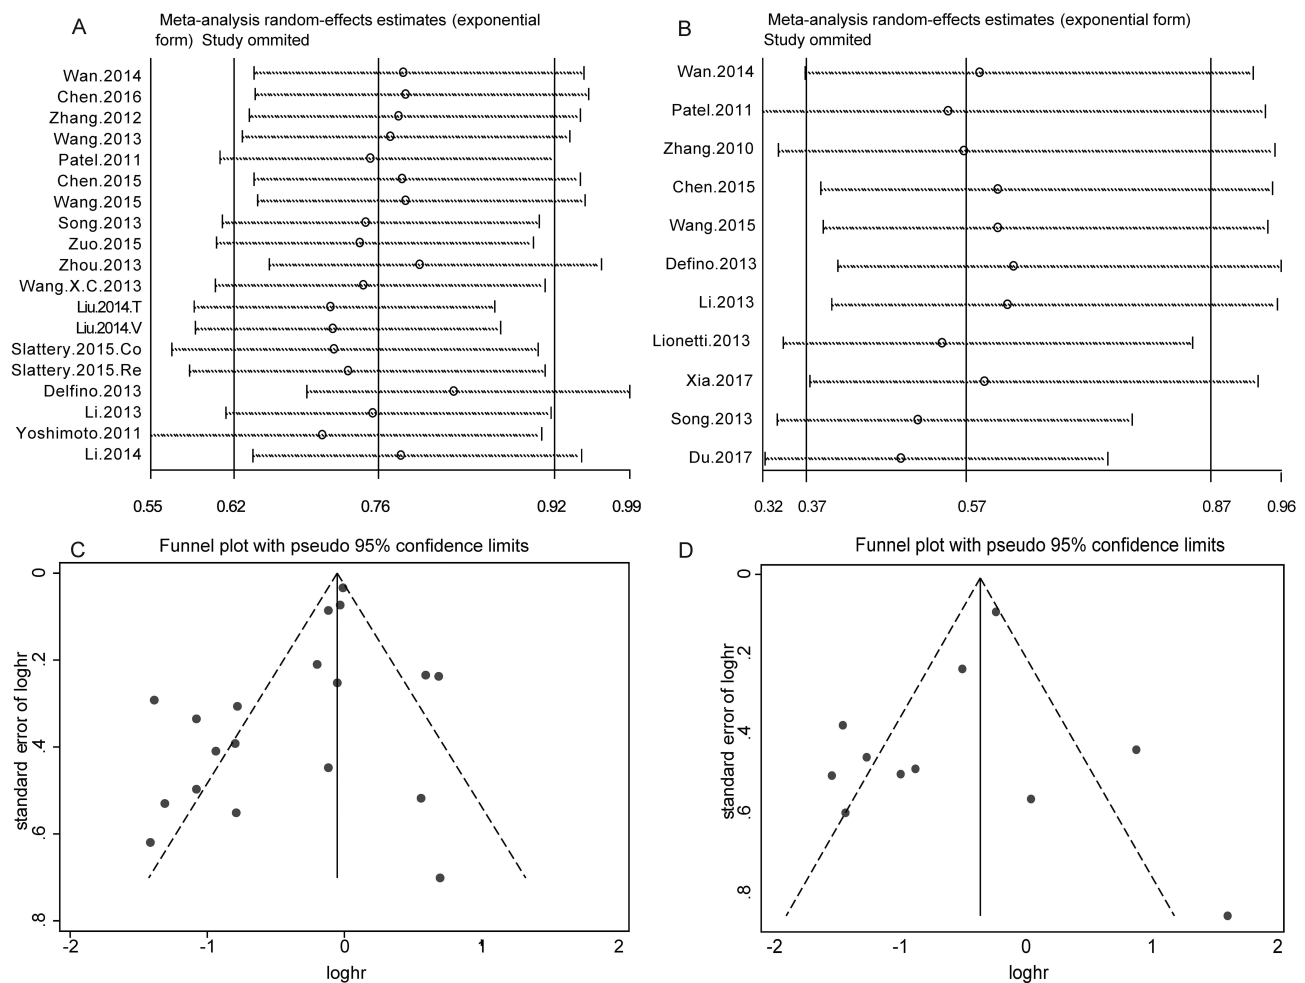 A
Meta-analysis random-effects estimates (exponential
form) Study ommited
Wan.2014
Chen.2016
Zhang.2012
Wang.2013
Patel.2011
Chen.2015
Wang.2015
Song.2013
Zuo.2015
Zhou.2013
Wang.X.C.2013
Liu.2014.T
Liu.2014.V
Slattery.2015.Co
Slattery.2015.Re
Delfino.2013
Li.2013
Yoshimoto.2011
Li.2014
0.55 0.62 0.76 0.92 0.99
B
Meta-analysis random-effects estimates (exponential form)
Study ommited
Wan.2014
Patel.2011
Zhang.2010
Chen.2015
Wang.2015
Defino.2013
Li.2013
Lionetti.2013
Xia.2017
Song.2013
Du.2017
0.32 0.37 0.57 0.87 0.96
C
Funnel plot with pseudo 95% confidence limits
standard error of loghr
0
.2
.4
.6
.8
-2 -1 0 1 2
loghr
D
Funnel plot with pseudo 95% confidence limits
standard error of loghr
0
.2
.4
.6
.8
-2 -1 0 1 2
loghr